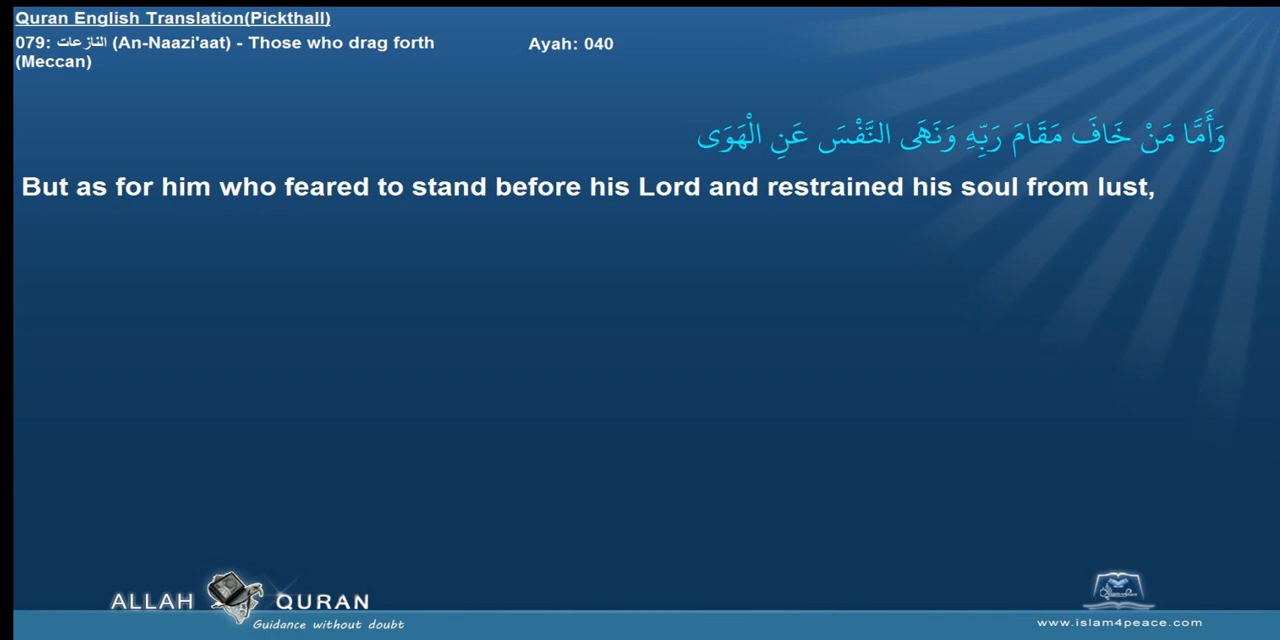 Quran English Translation(Pickthall)
079: النازعات (An-Naazi'aat) - Those who drag forth
(Meccan)
Ayah: 040
وَأَمَّا مَنْ خَافَ مَقَامَ رَبِّهِ وَنَهَى النَّفْسَ عَنِ الْهَوَى
But as for him who feared to stand before his Lord and restrained his soul from lust,
ALLAH QURAN
Guidance without doubt
www.islam4peace.com